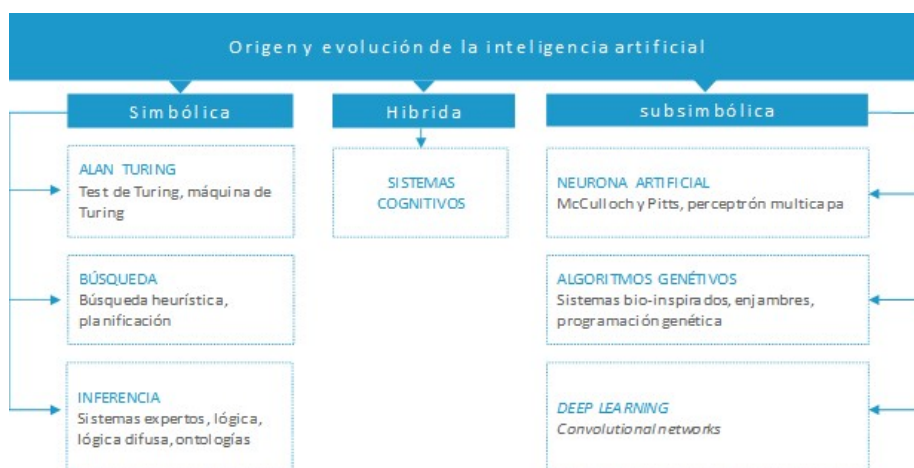 Origen y evolución de la inteligencia artificial
Simbólica
Hibrida
subsimbólica
ALAN TURING
Test de Turing, máquina de
Turing
SISTEMAS
COGNITIVOS
NEURONA ARTIFICIAL
McCulloch y Pitts, perceptrón multicapa
BÚSQUEDA
Búsqueda heurística,
planificación
ALGORITMOS GENÉTIVOS
Sistemas bio-inspirados, enjambres,
programación genética
INFERENCIA
Sistemas expertos, lógica,
lógica difusa, ontologías
DEEP LEARNING
Convolutional networks